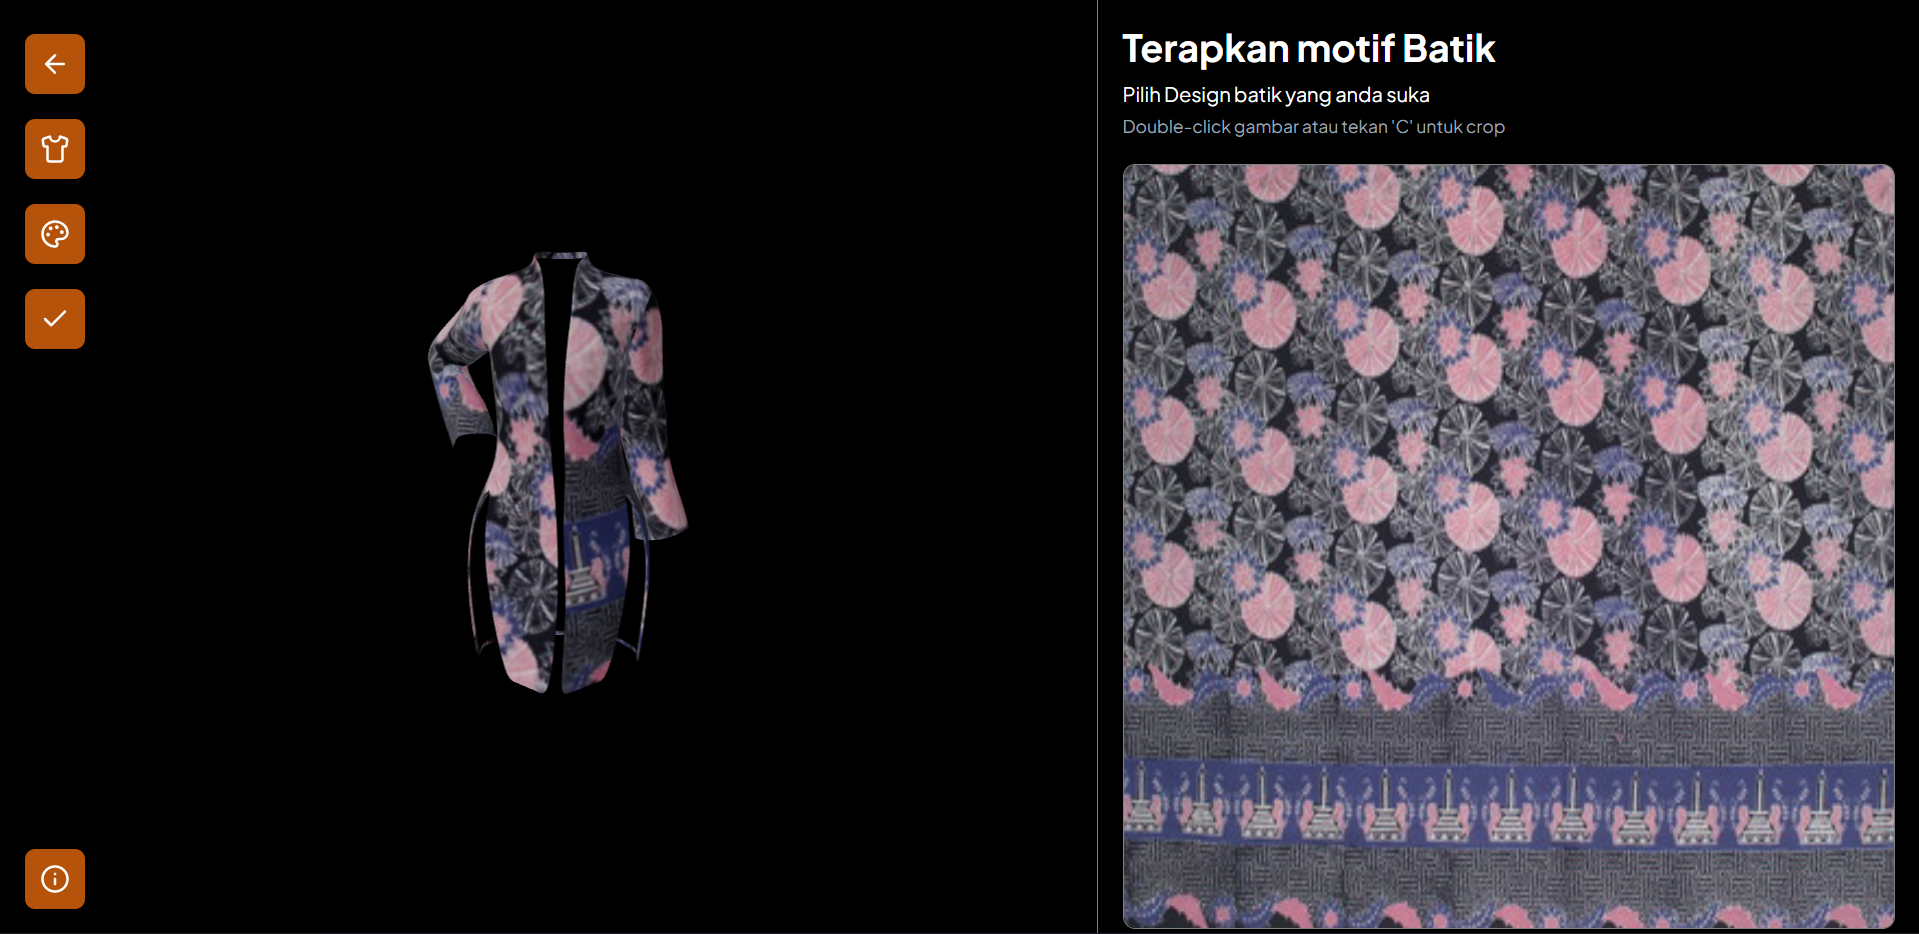 Terapkan motif Batik
Pilih Design batik yang anda suka
Double-click gambar atau tekan 'C' untuk crop